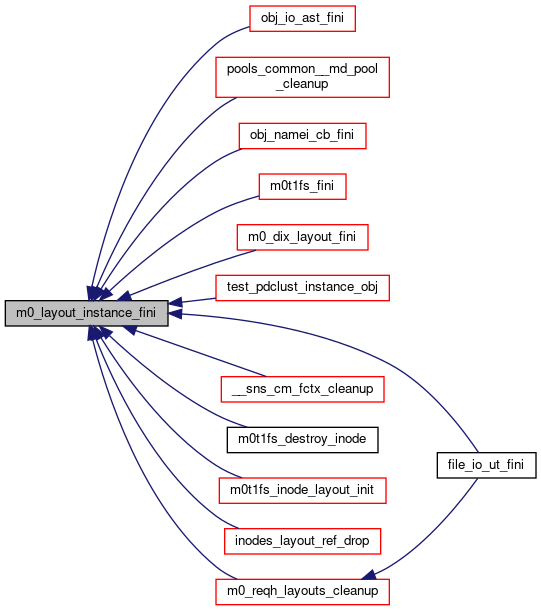 obj_io_ast_fini
pools_common__md_pool
_cleanup
obj_namei_cb_fini
m0t1fs_fini
m0_dix_layout_fini
test_pdclust_instance_obj
m0_layout_instance_fini
__sns_cm_fctx_cleanup
m0t1fs_destroy_inode
file_io_ut_fini
m0t1fs_inode_layout_init
inodes_layout_ref_drop
m0_reqh_layouts_cleanup